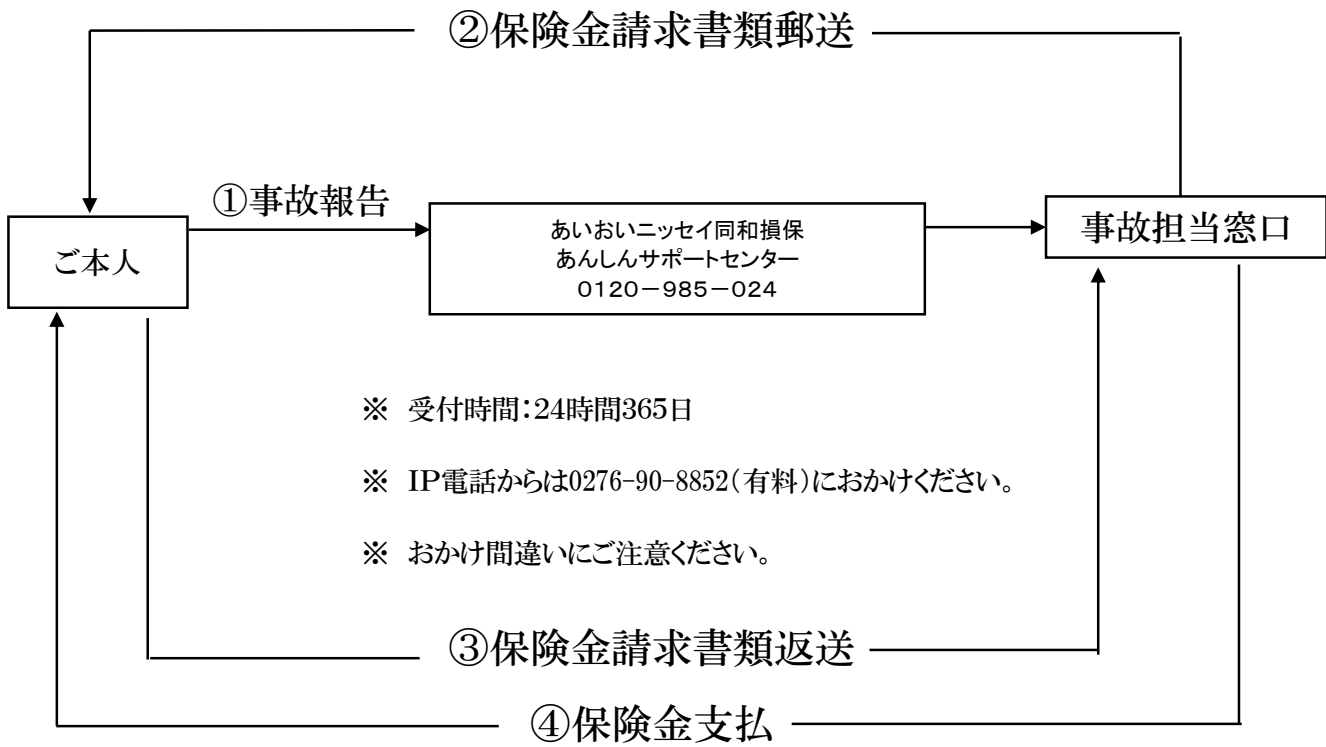 ②保険金請求書類郵送
①事故報告
ご本人
あいおいニッセイ同和損保
あんしんサポートセンター
0120－985－024
事故担当窓口
※ 受付時間：24時間365日
※ IP電話からは0276-90-8852（有料）におかけください。
※ おかけ間違いにご注意ください。
③保険金請求書類返送
④保険金支払